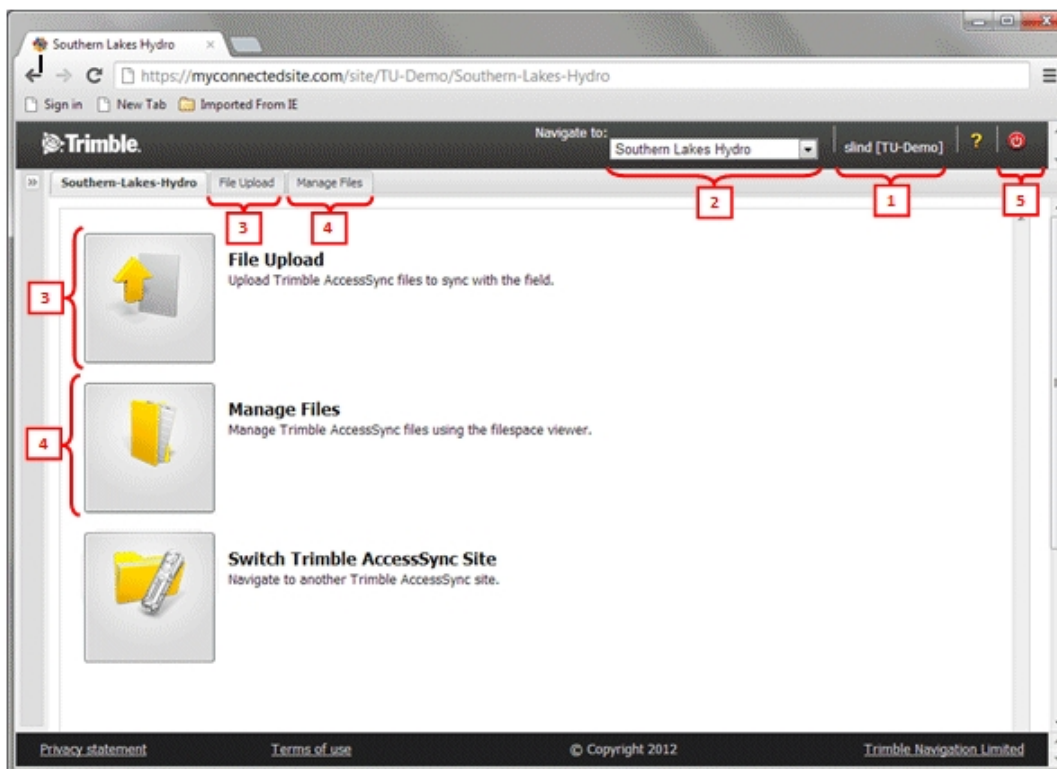 Southern Lakes Hydro
https://myconnectedsite.com/site/TU-Demo/Southern-Lakes-Hydro
Sign in New Tab Imported From IE
Trimble. Navigate to: Southern Lakes Hydro slind [TU-Demo] ?
Southern-Lakes-Hydro File Upload Manage Files
2 1 5
3 4
File Upload
Upload Trimble AccessSync files to sync with the field.
3
Manage Files
Manage Trimble AccessSync files using the filespace viewer.
4
Switch Trimble AccessSync Site
Navigate to another Trimble AccessSync site.
Privacy statement Terms of use © Copyright 2012 Trimble Navigation Limited